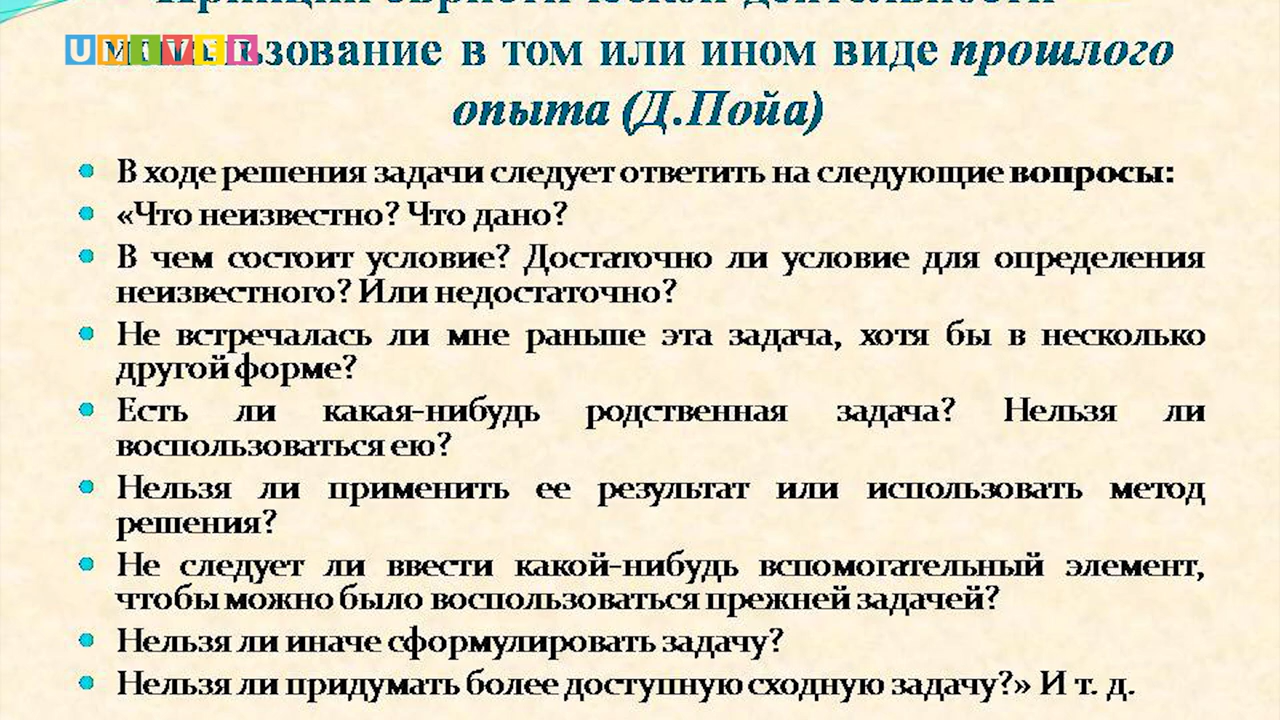 Принцип эвристической деятельности –
UNIVER
использование в том или ином виде прошлого
опыта (Д.Пойа)
В ходе решения задачи следует ответить на следующие вопросы:
«Что неизвестно? Что дано?
В чем состоит условие? Достаточно ли условие для определения
неизвестного? Или недостаточно?
Не встречалась ли мне раньше эта задача, хотя бы в несколько
другой форме?
Есть ли какая-нибудь родственная задача? Нельзя ли
воспользоваться ею?
Нельзя ли применить ее результат или использовать метод
решения?
Не следует ли ввести какой-нибудь вспомогательный элемент,
чтобы можно было воспользоваться прежней задачей?
Нельзя ли иначе сформулировать задачу?
Нельзя ли придумать более доступную сходную задачу?» И т. д.